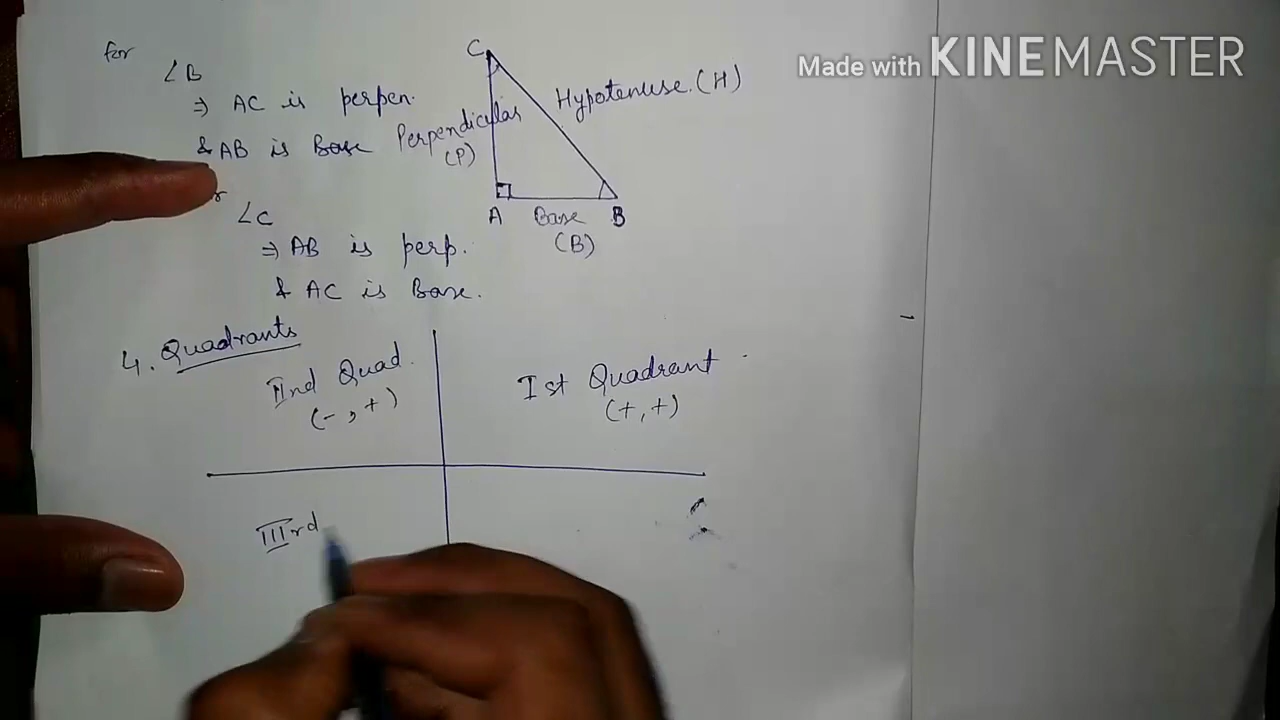 Made with KINEMASTER
for
∠B
⇒ AC is perpen.
& AB is Base
C
Hypotenuse.(H)
Perpendicular
(P)
A
Base
(B)
B
∠C
⇒ AB is perp.
& AC is Base.
4. Quadrants
IInd Quad.
(-,+)
Ist Quadrant
(+,+)
IIIrd